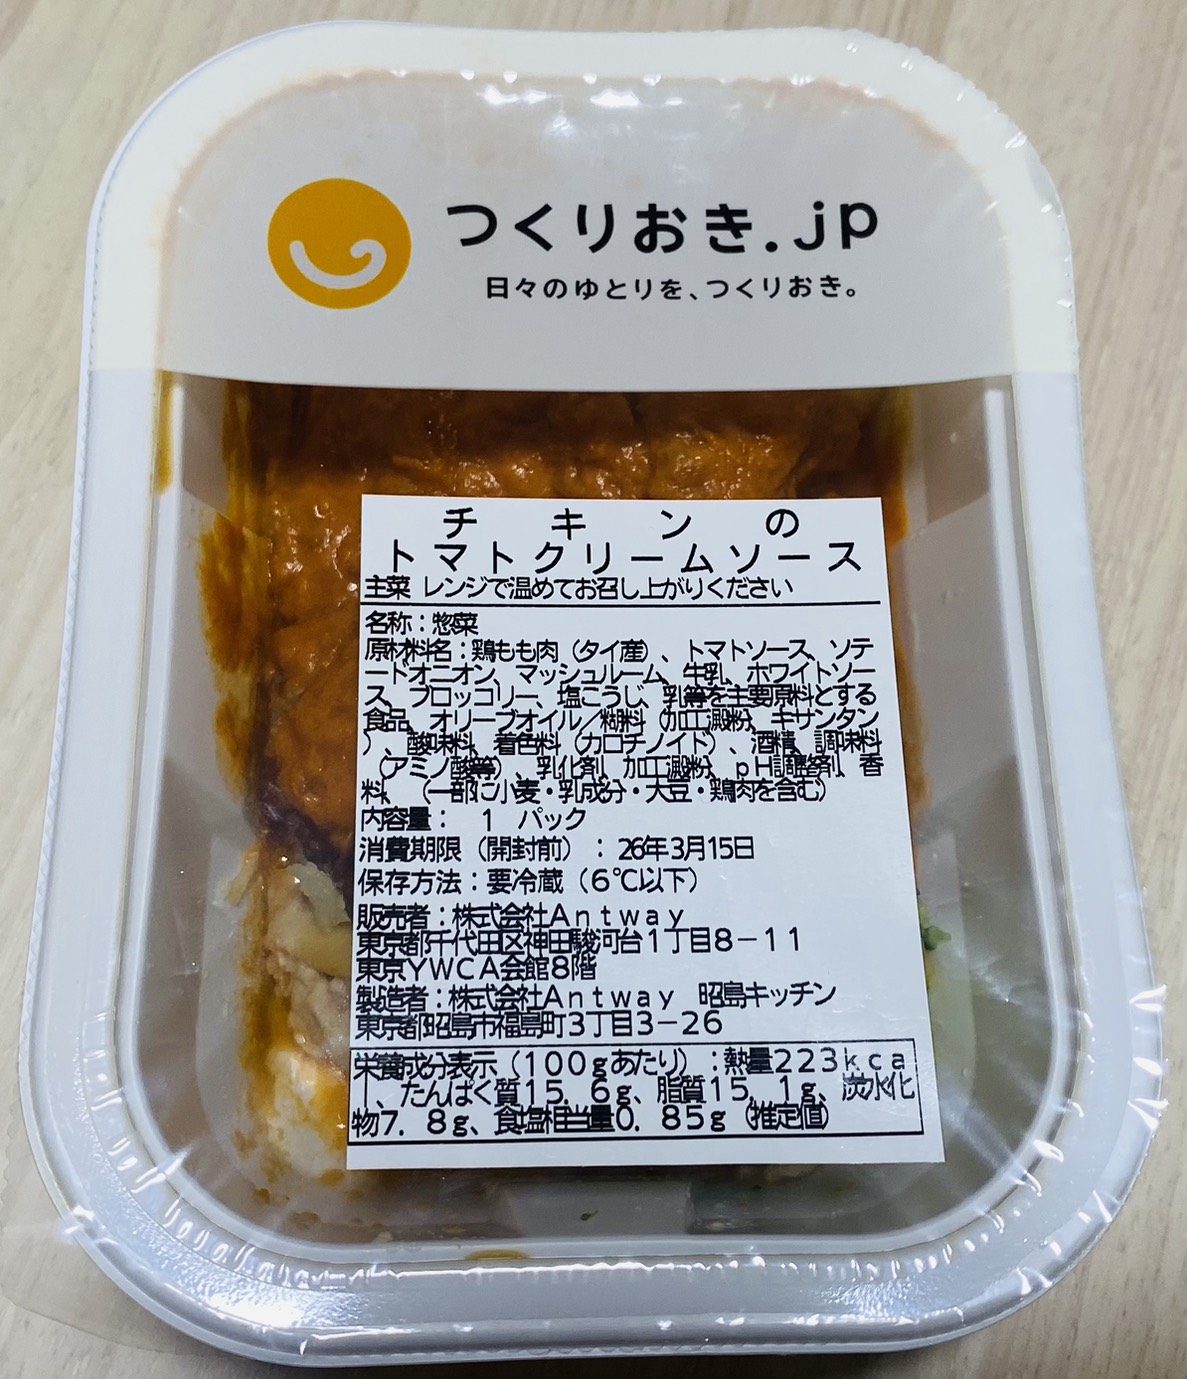 つくりおき.jp
日々のゆとりを、つくりおき。
チキンの
トマトクリームソース
主菜 レンジで温めてお召し上がりください
名称：惣菜
原材料名：鶏もも肉（タイ産）、トマトソース、ソテ
ードオニオン、マッシュルーム、牛乳、ホワイトソー
ス、ブロッコリー、塩こうじ、乳等を主要原料とする
食品、オリーブオイル／糊料（加工澱粉、キサンタン
）、酸味料、着色料（カロチノイド）、酒精、調味料
（アミノ酸等）、乳化剤、加工澱粉、pH調整剤、香
料、（一部に小麦・乳成分・大豆・鶏肉を含む）
内容量： 1 パック
消費期限（開封前）：26年3月15日
保存方法：要冷蔵（6℃以下）
販売者：株式会社Antway
東京都千代田区神田駿河台1丁目8－11
東京YWCA会館8階
製造者：株式会社Antway 昭島キッチン
東京都昭島市福島町3丁目3－26
栄養成分表示（100gあたり）：熱量223kca
l、たんぱく質15．6g、脂質15．1g、炭水化
物7．8g、食塩相当量0．85g（推定値）